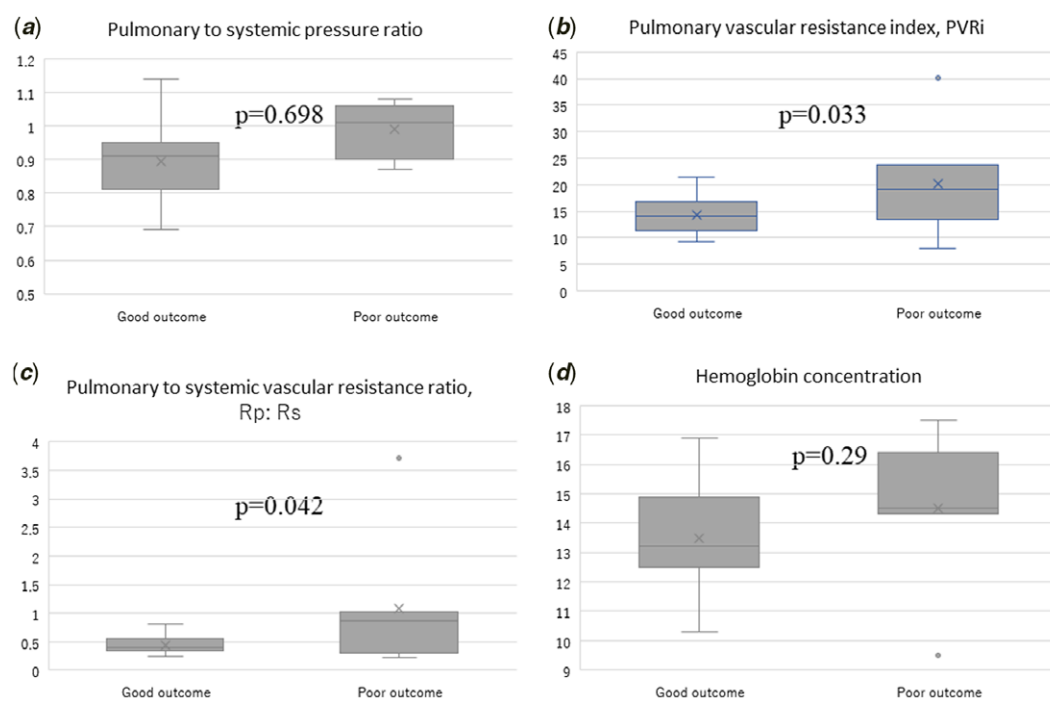 (a)
Pulmonary to systemic pressure ratio
1.2
1.1
1
0.9
0.8
0.7
0.6
0.5
p=0.698
Good outcome
Poor outcome
(b)
Pulmonary vascular resistance index, PVRi
45
40
35
30
25
20
15
10
5
0
p=0.033
Good outcome
Poor outcome
(c)
Pulmonary to systemic vascular resistance ratio,
Rp: Rs
4
3.5
3
2.5
2
1.5
1
0.5
0
p=0.042
Good outcome
Poor outcome
(d)
Hemoglobin concentration
18
17
16
15
14
13
12
11
10
9
p=0.29
Good outcome
Poor outcome